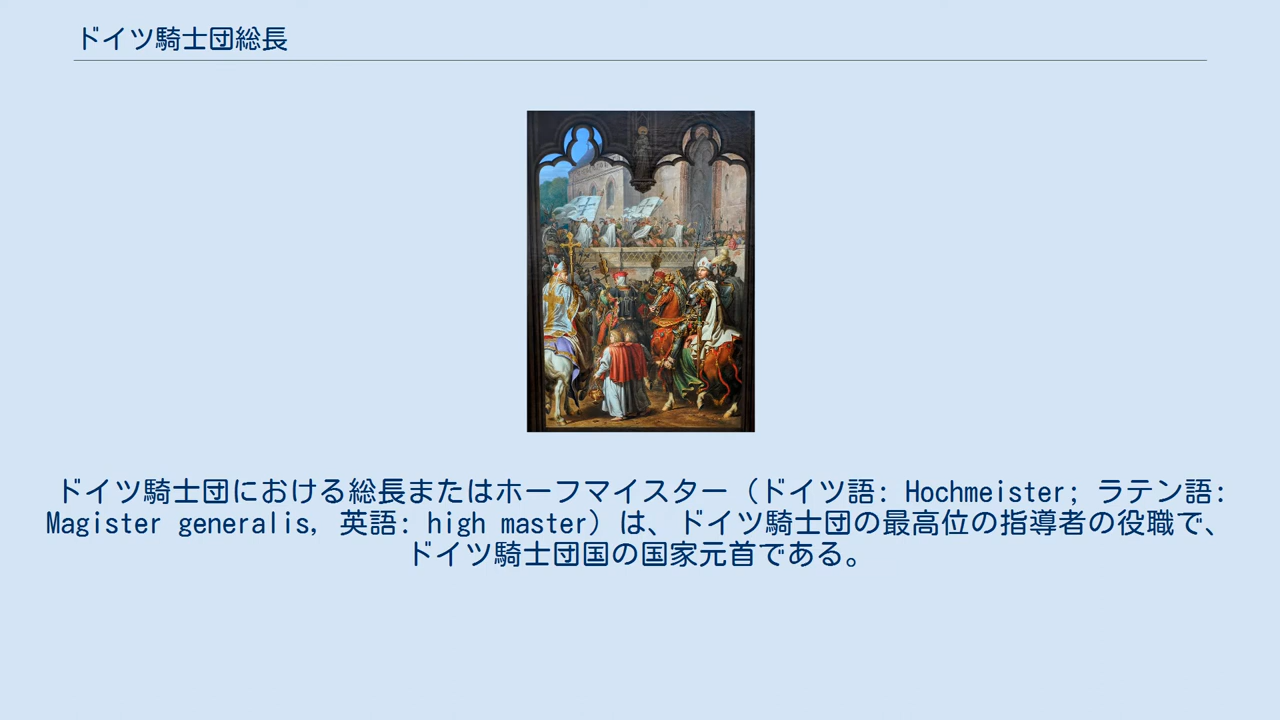 ドイツ騎士団総長
ドイツ騎士団における総長またはホーフマイスター（ドイツ語: Hochmeister; ラテン語:
Magister generalis, 英語: high master）は、ドイツ騎士団の最高位の指導者の役職で、
ドイツ騎士団国の国家元首である。